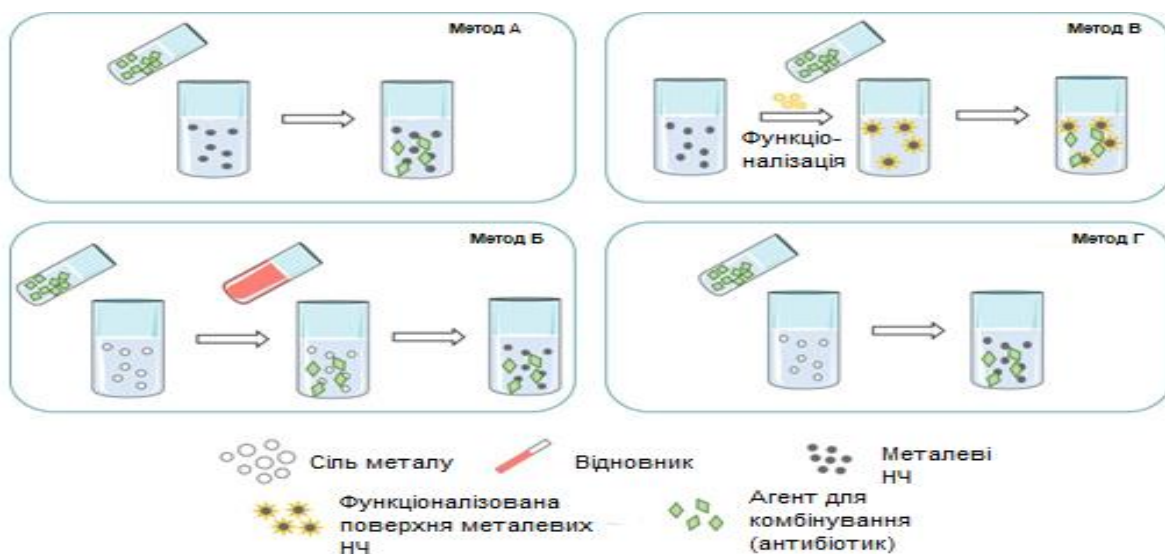 Метод А
Метод В
Функціо-
налізація
Метод Б
Метод Г
Сіль металу
Відновник
Металеві
НЧ
Функціоналізована
поверхня металевих
НЧ
Агент для
комбінування
(антибіотик)